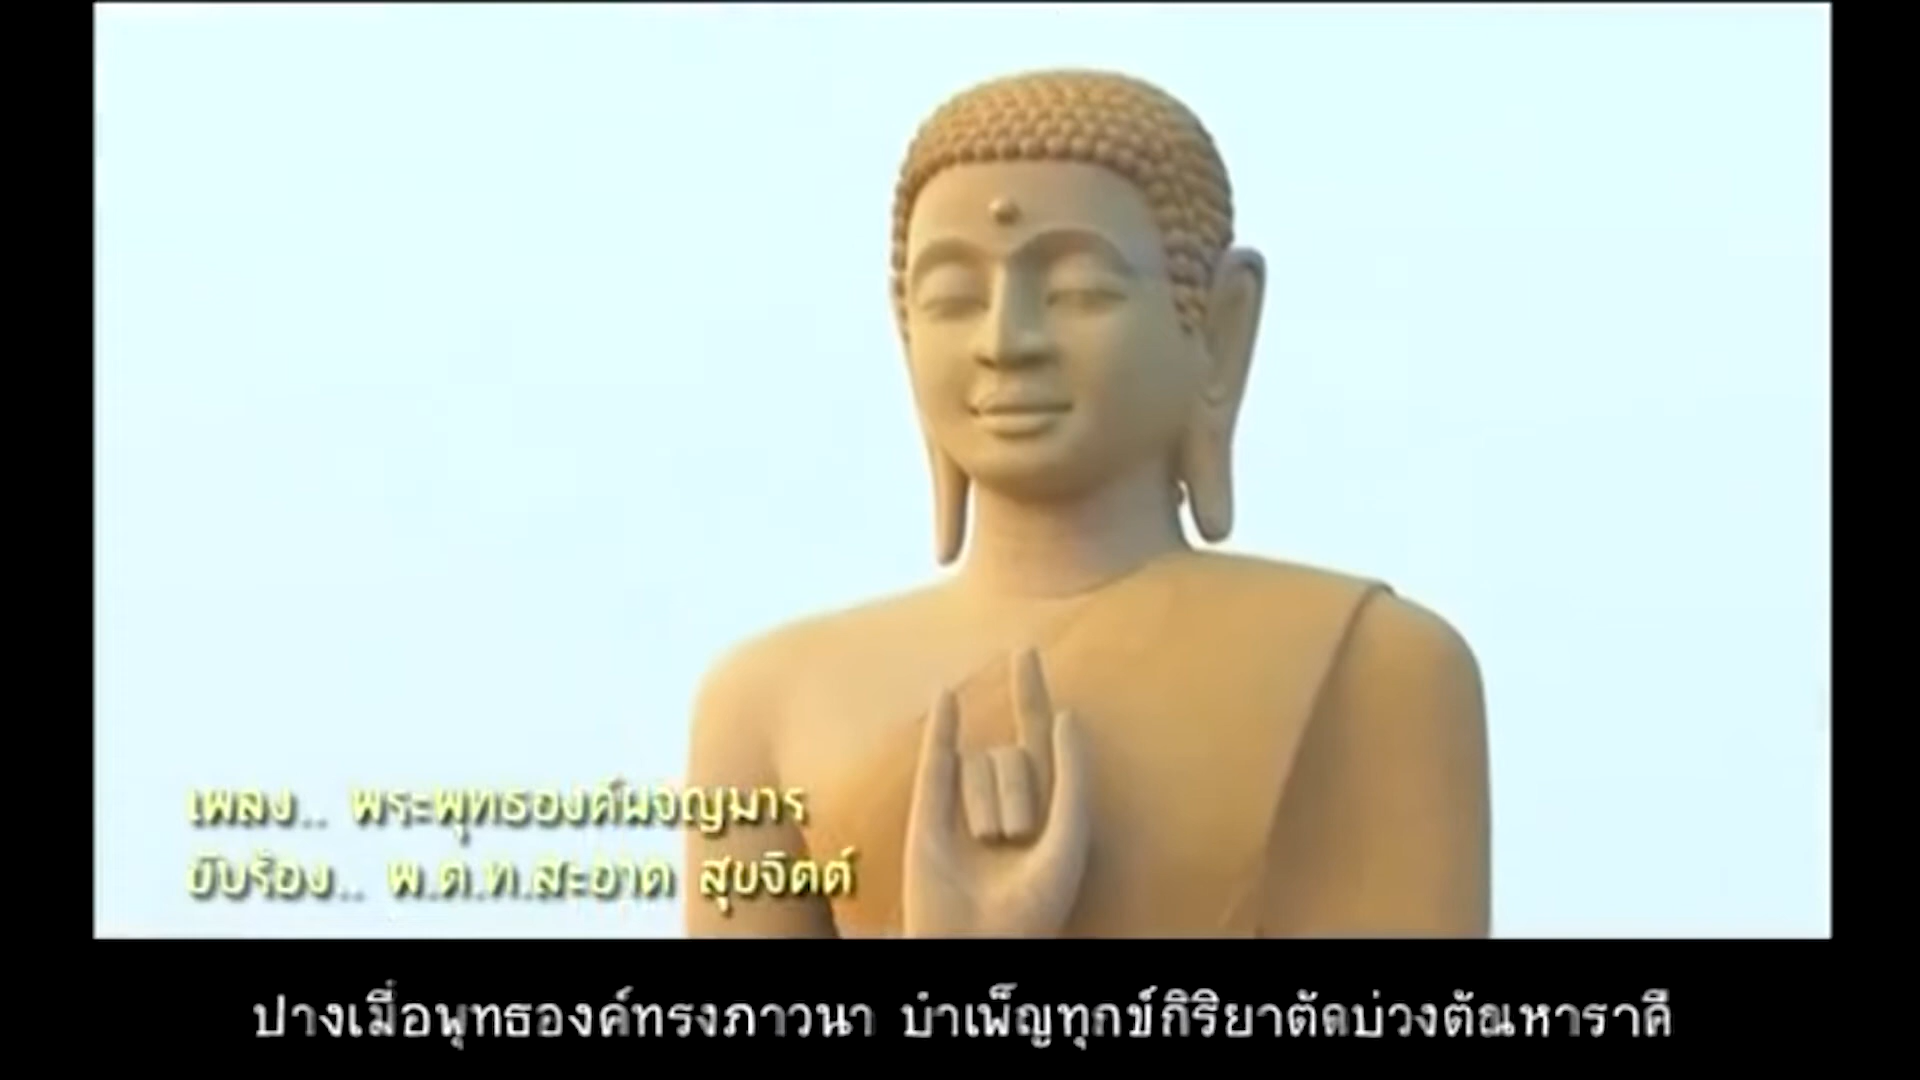 เพลง.. พระพุทธองค์ผจญมาร
ขับร้อง.. พ.ต.ท.สะอาด สุขจิตต์
ปางเมื่อพุทธองค์ทรงภาวนา บำเพ็ญทุกข์กิริยาตัดบ่วงตัณหาราคี